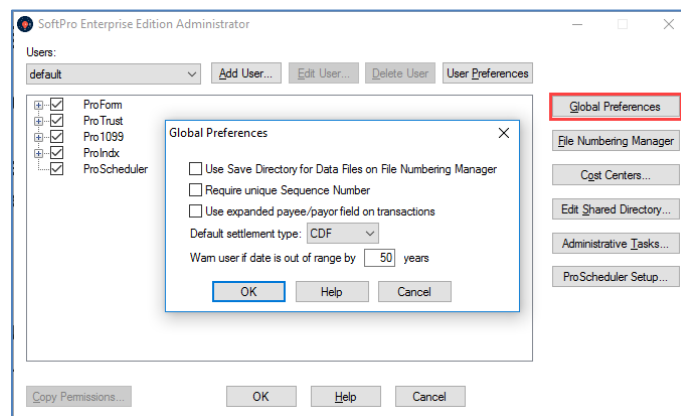 SoftPro Enterprise Edition Administrator
Users:
default
Add User...
Edit User...
Delete User
User Preferences
ProForm
ProTrust
Pro1099
ProIndx
ProScheduler
Global Preferences
File Numbering Manager
Cost Centers...
Edit Shared Directory...
Administrative Tasks...
ProScheduler Setup...
Global Preferences
Use Save Directory for Data Files on File Numbering Manager
Require unique Sequence Number
Use expanded payee/payor field on transactions
Default settlement type: CDF
Warn user if date is out of range by 50 years
OK Help Cancel
Copy Permissions...
OK Help Cancel